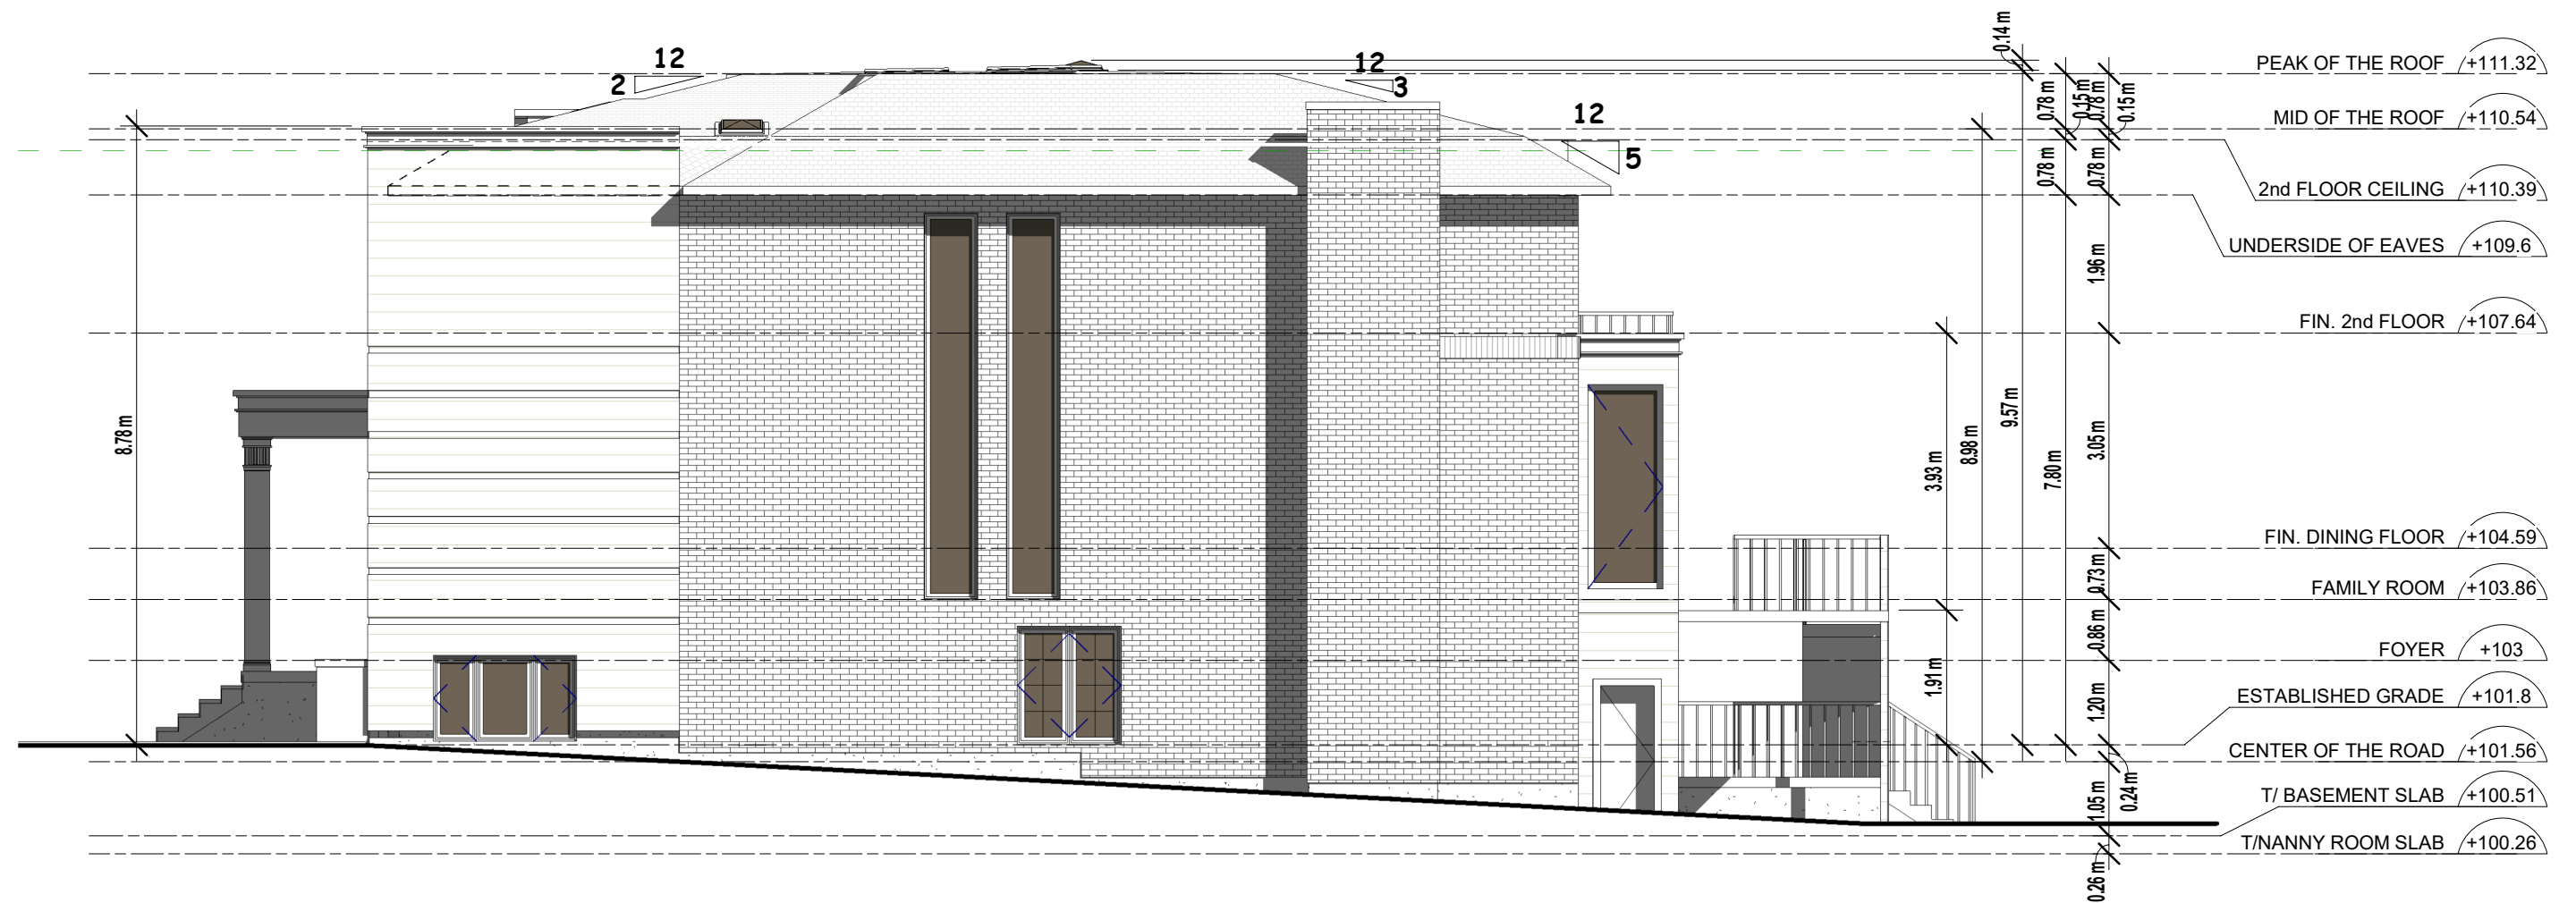 0.14 m
PEAK OF THE ROOF +111.32
12
2
12
3
0.78 m
0.15 m
0.78 m
0.15 m
MID OF THE ROOF +110.54
12
5
0.78 m
0.78 m
2nd FLOOR CEILING +110.39
UNDERSIDE OF EAVES +109.6
1.96 m
FIN. 2nd FLOOR +107.64
8.78 m
3.93 m
8.98 m
9.57 m
7.80 m
3.05 m
FIN. DINING FLOOR +104.59
0.73 m
FAMILY ROOM +103.86
0.86 m
FOYER +103
1.91 m
1.20 m
ESTABLISHED GRADE +101.8
CENTER OF THE ROAD +101.56
0.24 m
1.05 m
T/ BASEMENT SLAB +100.51
T/NANNY ROOM SLAB +100.26
0.26 m